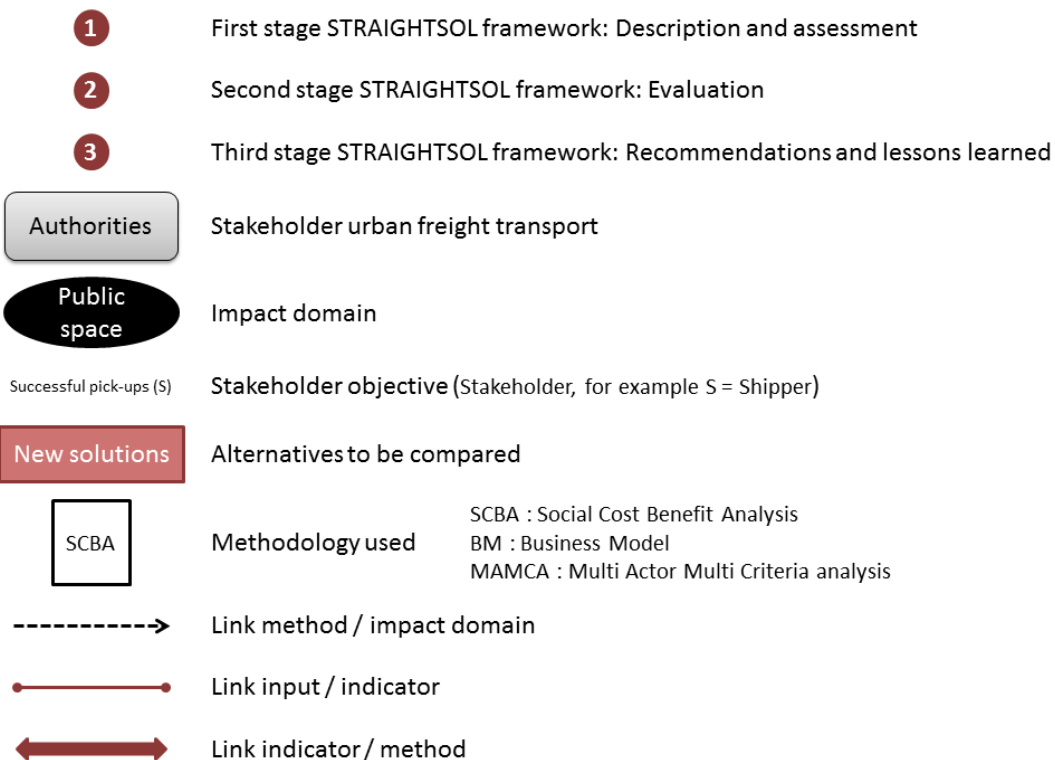 1 First stage STRAIGHTSOL framework: Description and assessment
2 Second stage STRAIGHTSOL framework: Evaluation
3 Third stage STRAIGHTSOL framework: Recommendations and lessons learned
Authorities Stakeholder urban freight transport
Public
space
Impact domain
Successful pick-ups (S) Stakeholder objective (Stakeholder, for example S = Shipper)
New solutions Alternatives to be compared
SCBA Methodology used
SCBA : Social Cost Benefit Analysis
BM : Business Model
MAMCA : Multi Actor Multi Criteria analysis
Link method / impact domain
Link input / indicator
Link indicator / method